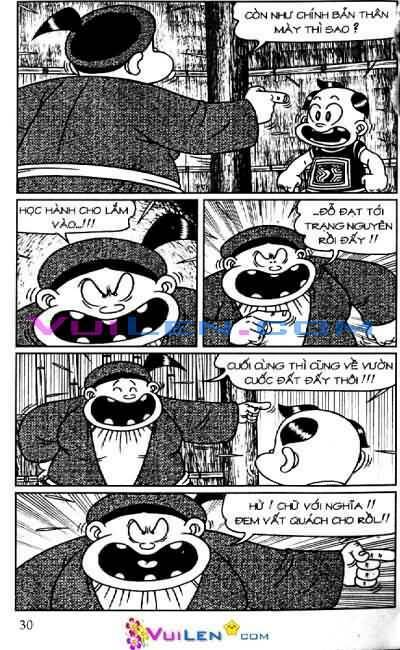 CÒN NHƯ CHÍNH BẢN THÂN
MÀY THÌ SAO?
HỌC HÀNH CHO LẮM
VÀO...!!!
..ĐỖ ĐẠT TỚI
TRẠNG NGUYÊN
RỒI ĐẤY!!
VUILEN.COM
CUỐI CÙNG THÌ CŨNG VỀ VƯỜN
CUỐC ĐẤT ĐẤY THÔI!!!
HỪ! CHỮ VỚI NGHĨA!!
ĐEM VẤT QUÁCH CHO RỒI..!!
30
VUILEN.COM